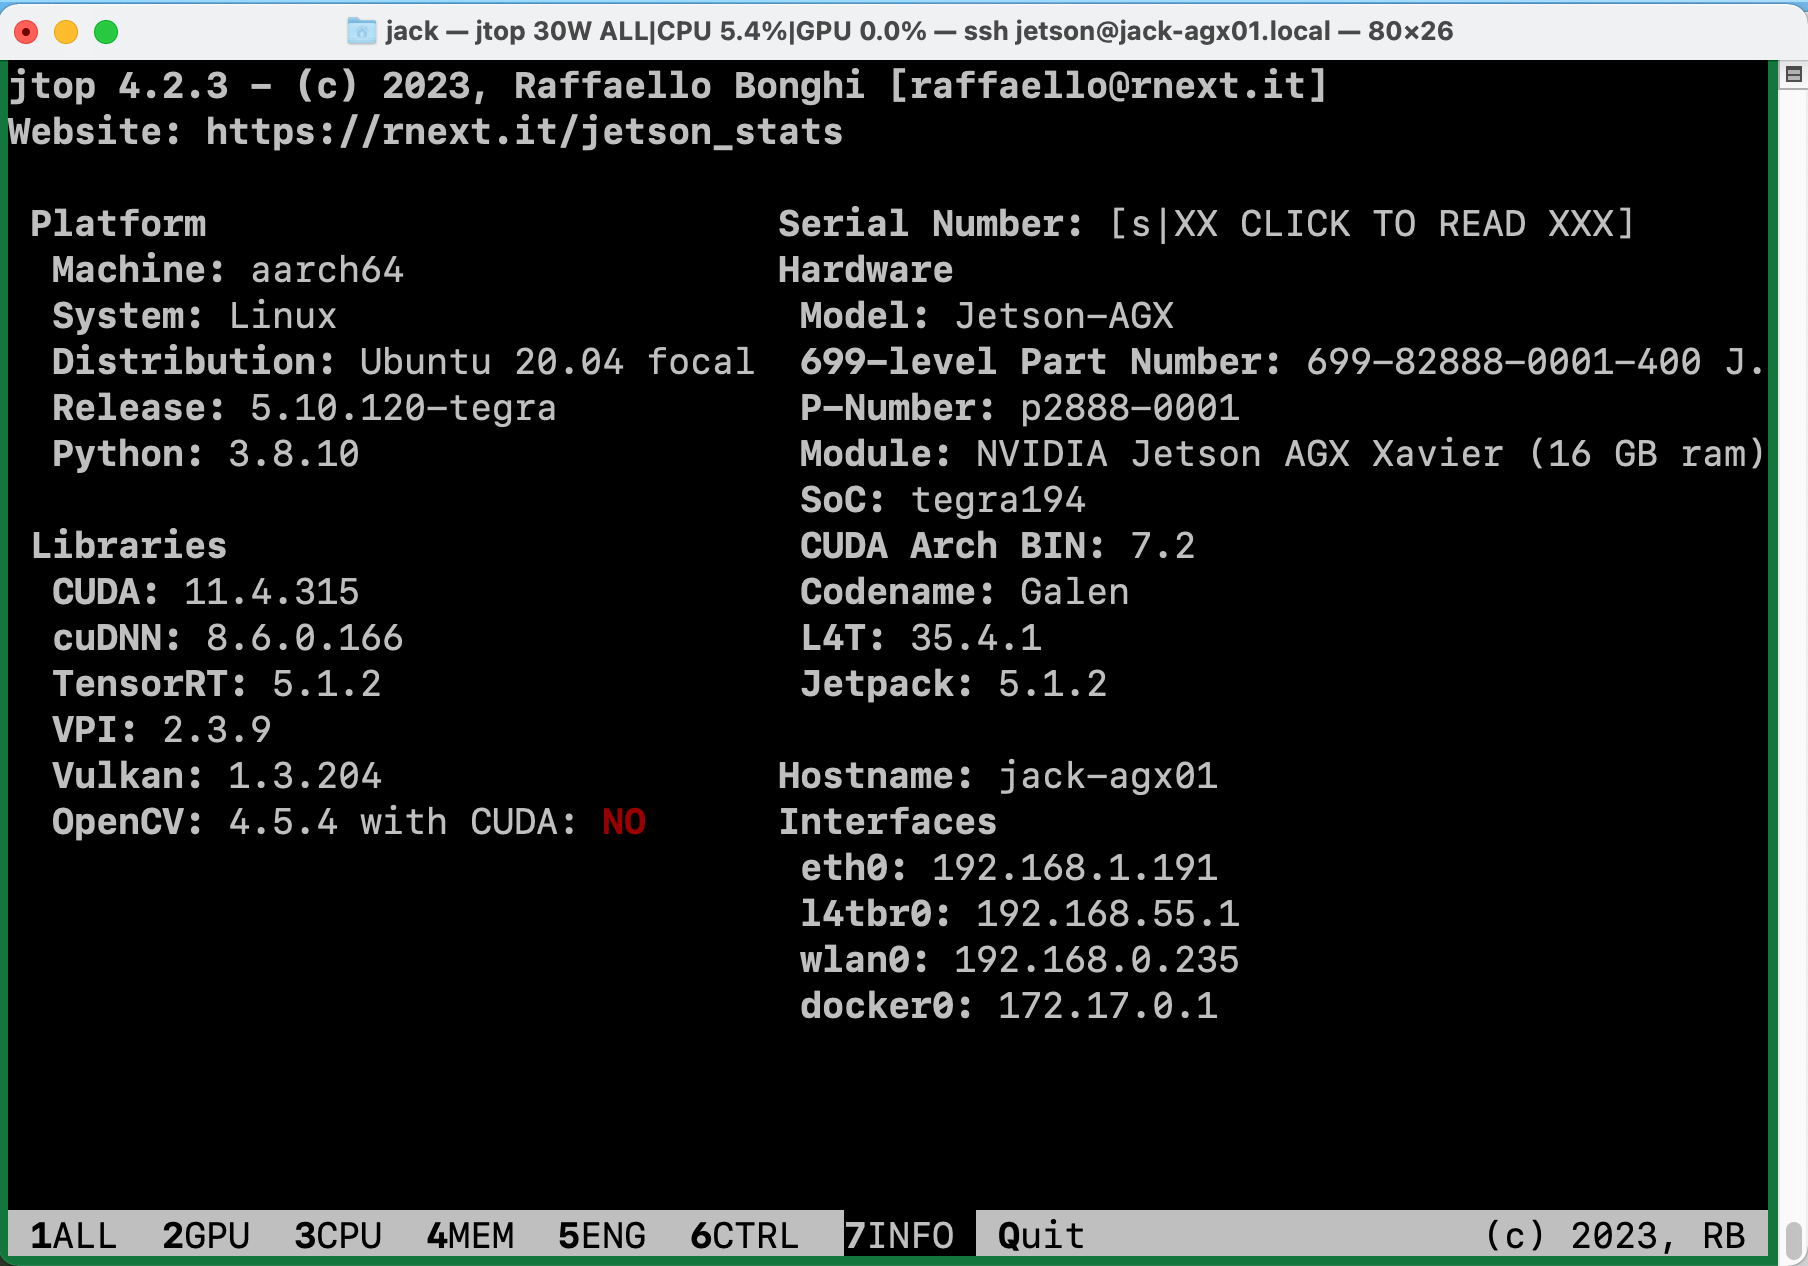 jack — jtop 30W ALL|CPU 5.4%|GPU 0.0% — ssh jetson@jack-agx01.local — 80×26
jtop 4.2.3 - (c) 2023, Raffaello Bonghi [raffaello@rnext.it]
Website: https://rnext.it/jetson_stats
Platform
Machine: aarch64
System: Linux
Distribution: Ubuntu 20.04 focal
Release: 5.10.120-tegra
Python: 3.8.10
Libraries
CUDA: 11.4.315
cuDNN: 8.6.0.166
TensorRT: 5.1.2
VPI: 2.3.9
Vulkan: 1.3.204
OpenCV: 4.5.4 with CUDA: NO
Serial Number: [s|XX CLICK TO READ XXX]
Hardware
Model: Jetson-AGX
699-level Part Number: 699-82888-0001-400 J.
P-Number: p2888-0001
Module: NVIDIA Jetson AGX Xavier (16 GB ram)
SoC: tegra194
CUDA Arch BIN: 7.2
Codename: Galen
L4T: 35.4.1
Jetpack: 5.1.2
Hostname: jack-agx01
Interfaces
eth0: 192.168.1.191
l4tbr0: 192.168.55.1
wlan0: 192.168.0.235
docker0: 172.17.0.1
1ALL 2GPU 3CPU 4MEM 5ENG 6CTRL 7INFO Quit (c) 2023, RB